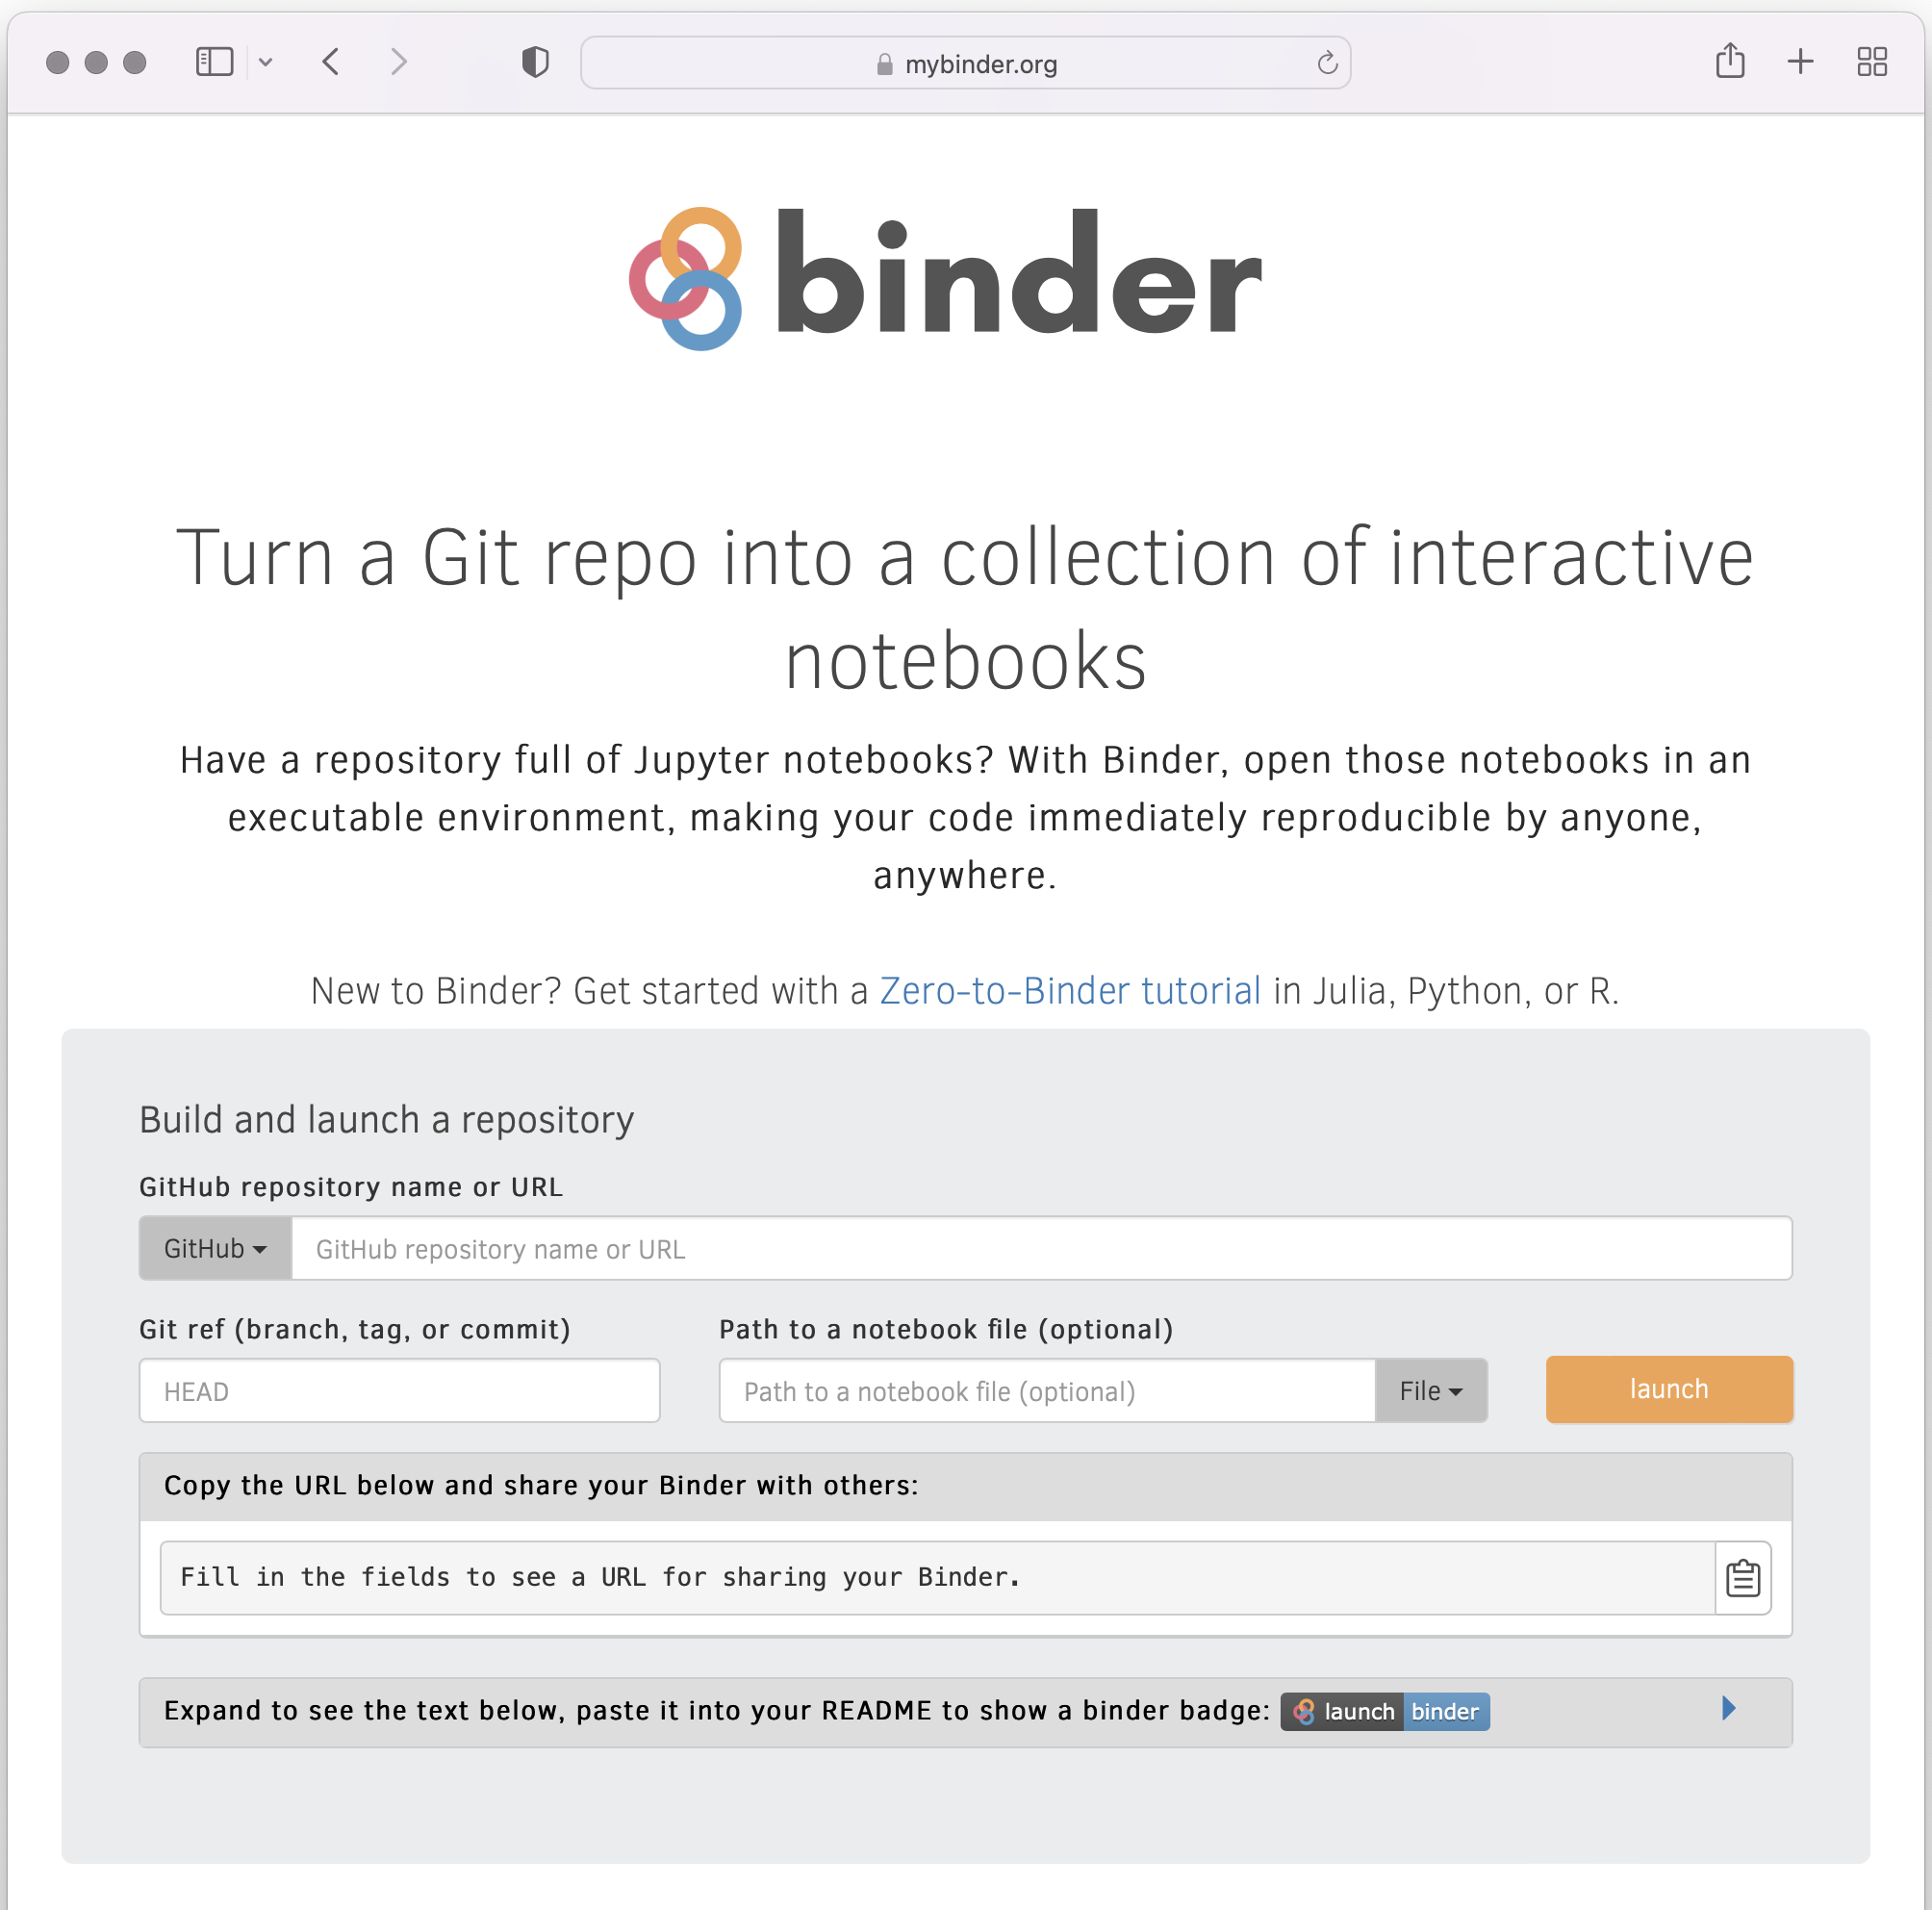 mybinder.org
binder
Turn a Git repo into a collection of interactive
notebooks
Have a repository full of Jupyter notebooks? With Binder, open those notebooks in an
executable environment, making your code immediately reproducible by anyone,
anywhere.
New to Binder? Get started with a Zero-to-Binder tutorial in Julia, Python, or R.
Build and launch a repository
GitHub repository name or URL
GitHub GitHub repository name or URL
Git ref (branch, tag, or commit) Path to a notebook file (optional)
HEAD Path to a notebook file (optional) File launch
Copy the URL below and share your Binder with others:
Fill in the fields to see a URL for sharing your Binder.
Expand to see the text below, paste it into your README to show a binder badge: launch binder